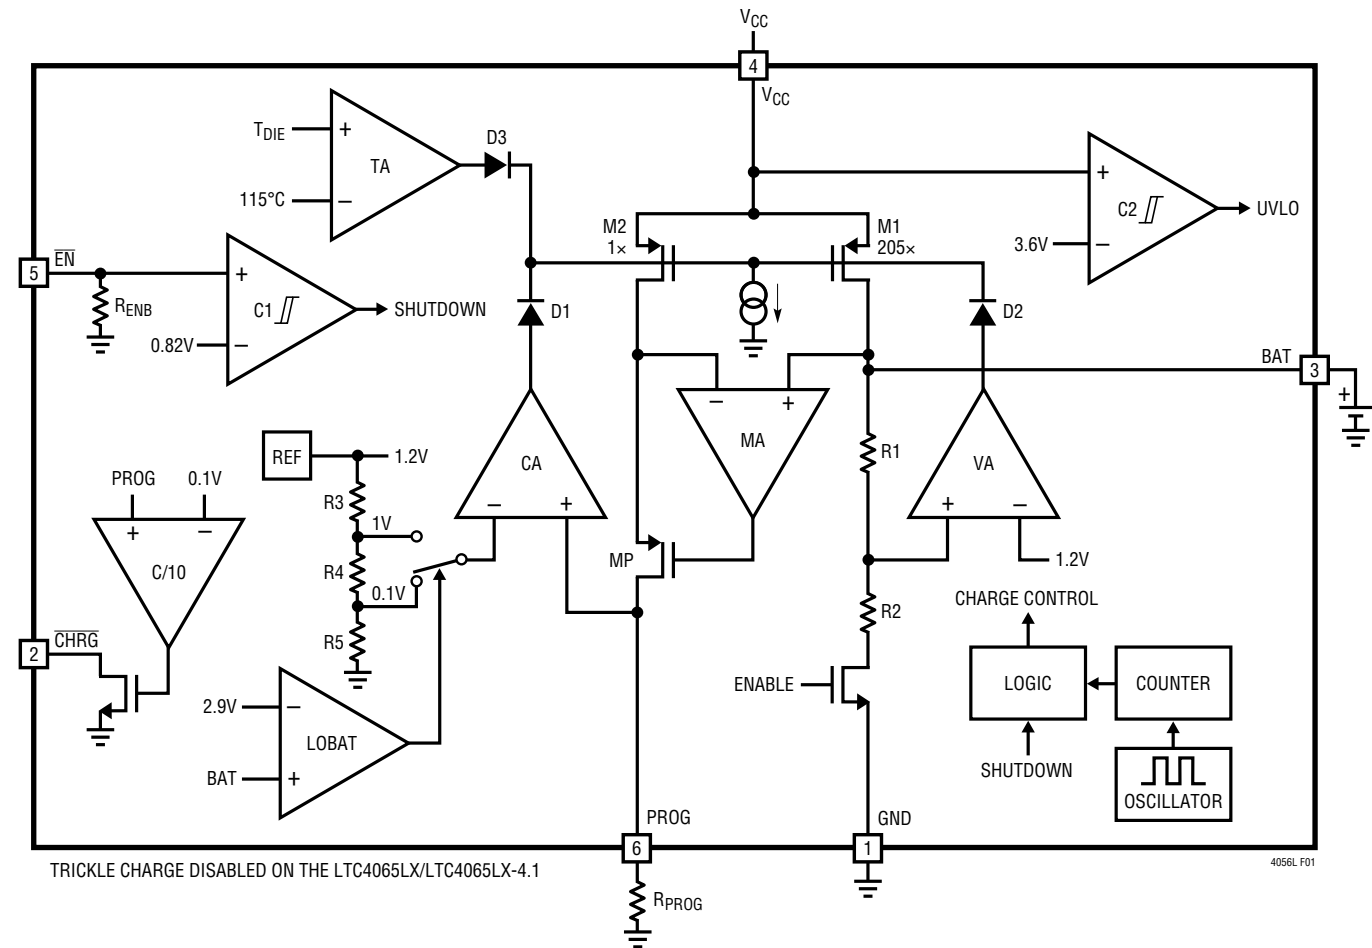 VCC
4
VCC
TDIE
+
TA
D3
115°C
–
M2
1×
M1
205×
+
C2
UVLO
3.6V
–
EN
5
+
RENB
C1
SHUTDOWN
0.82V
–
D1
D2
BAT
3
+
–
+
MA
R1
REF
1.2V
CA
VA
PROG
0.1V
R3
–
+
+
–
+
–
1V
C/10
R4
MP
1.2V
0.1V
R2
CHARGE CONTROL
CHRG
2
R5
2.9V
–
LOBAT
BAT
+
ENABLE
LOGIC
COUNTER
SHUTDOWN
OSCILLATOR
PROG
GND
6
1
TRICKLE CHARGE DISABLED ON THE LTC4065LX/LTC4065LX-4.1
4056L F01
RPROG